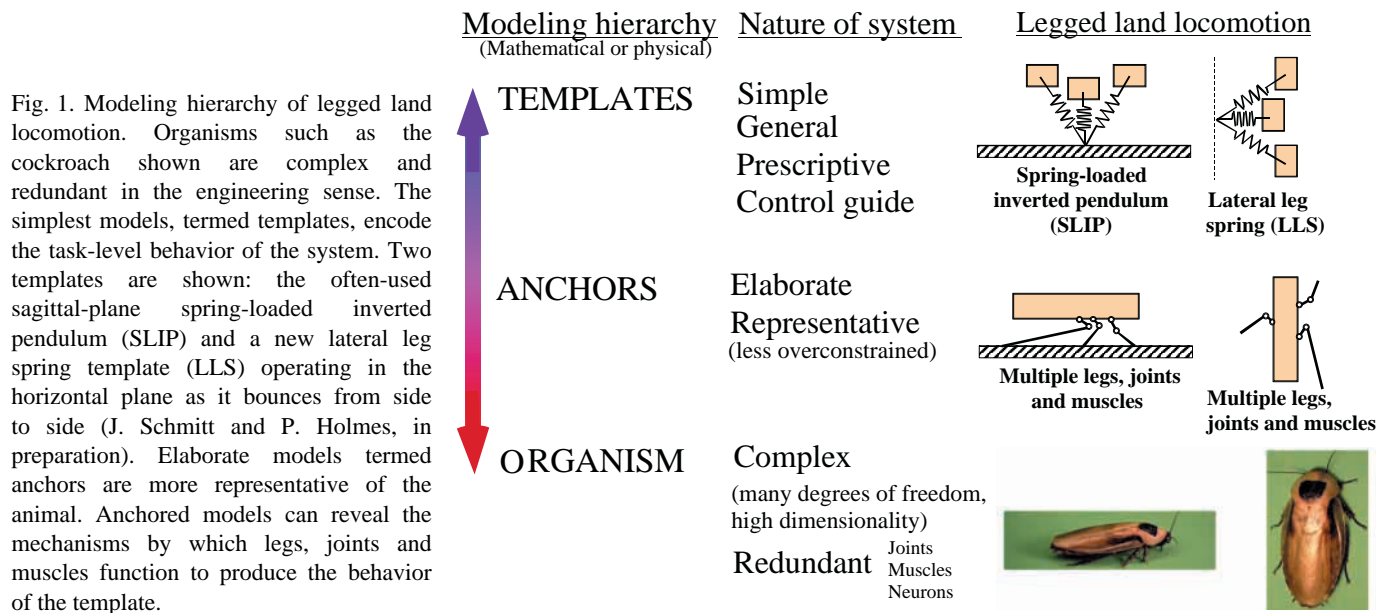 Fig. 1. Modeling hierarchy of legged land
locomotion. Organisms such as the
cockroach shown are complex and
redundant in the engineering sense. The
simplest models, termed templates, encode
the task-level behavior of the system. Two
templates are shown: the often-used
sagittal-plane spring-loaded inverted
pendulum (SLIP) and a new lateral leg
spring template (LLS) operating in the
horizontal plane as it bounces from side
to side (J. Schmitt and P. Holmes, in
preparation). Elaborate models termed
anchors are more representative of the
animal. Anchored models can reveal the
mechanisms by which legs, joints and
muscles function to produce the behavior
of the template.
Modeling hierarchy
(Mathematical or physical)
Nature of system
Legged land locomotion
TEMPLATES
Simple
General
Prescriptive
Control guide
Spring-loaded
inverted pendulum
(SLIP)
Lateral leg
spring (LLS)
ANCHORS
Elaborate
Representative
(less overconstrained)
Multiple legs, joints
and muscles
Multiple legs,
joints and muscles
ORGANISM
Complex
(many degrees of freedom,
high dimensionality)
Redundant
Joints
Muscles
Neurons